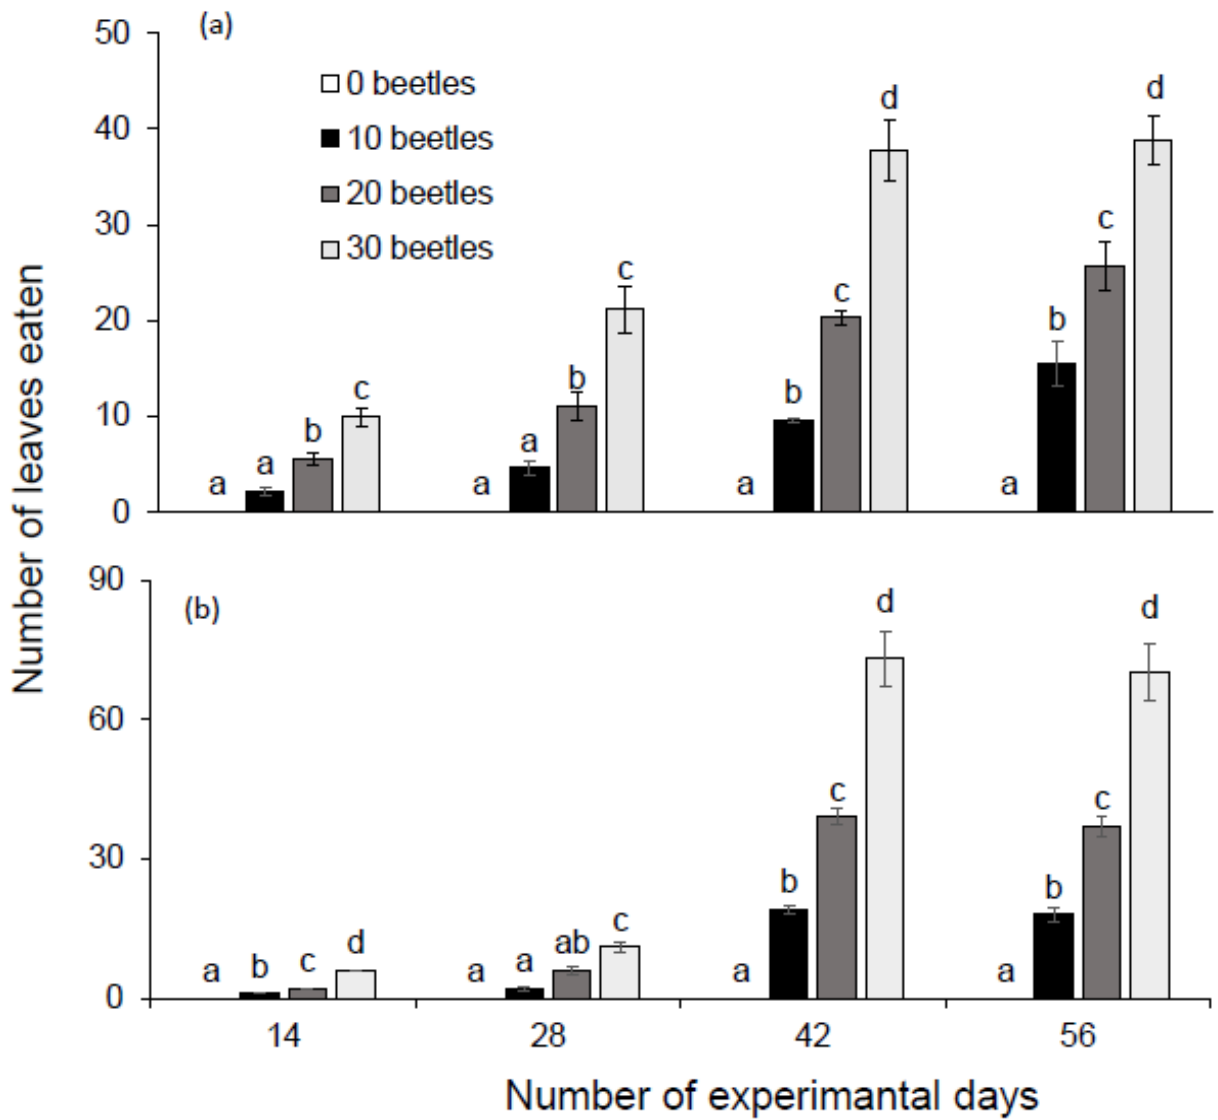 Number of leaves eaten
(a)
0 beetles
10 beetles
20 beetles
30 beetles
50
40
30
20
10
0
a a b c
a a b c
a b c d
a b c d
(b)
90
60
30
0
a b c d
a a ab c
a b c d
a b c d
14 28 42 56
Number of experimantal days